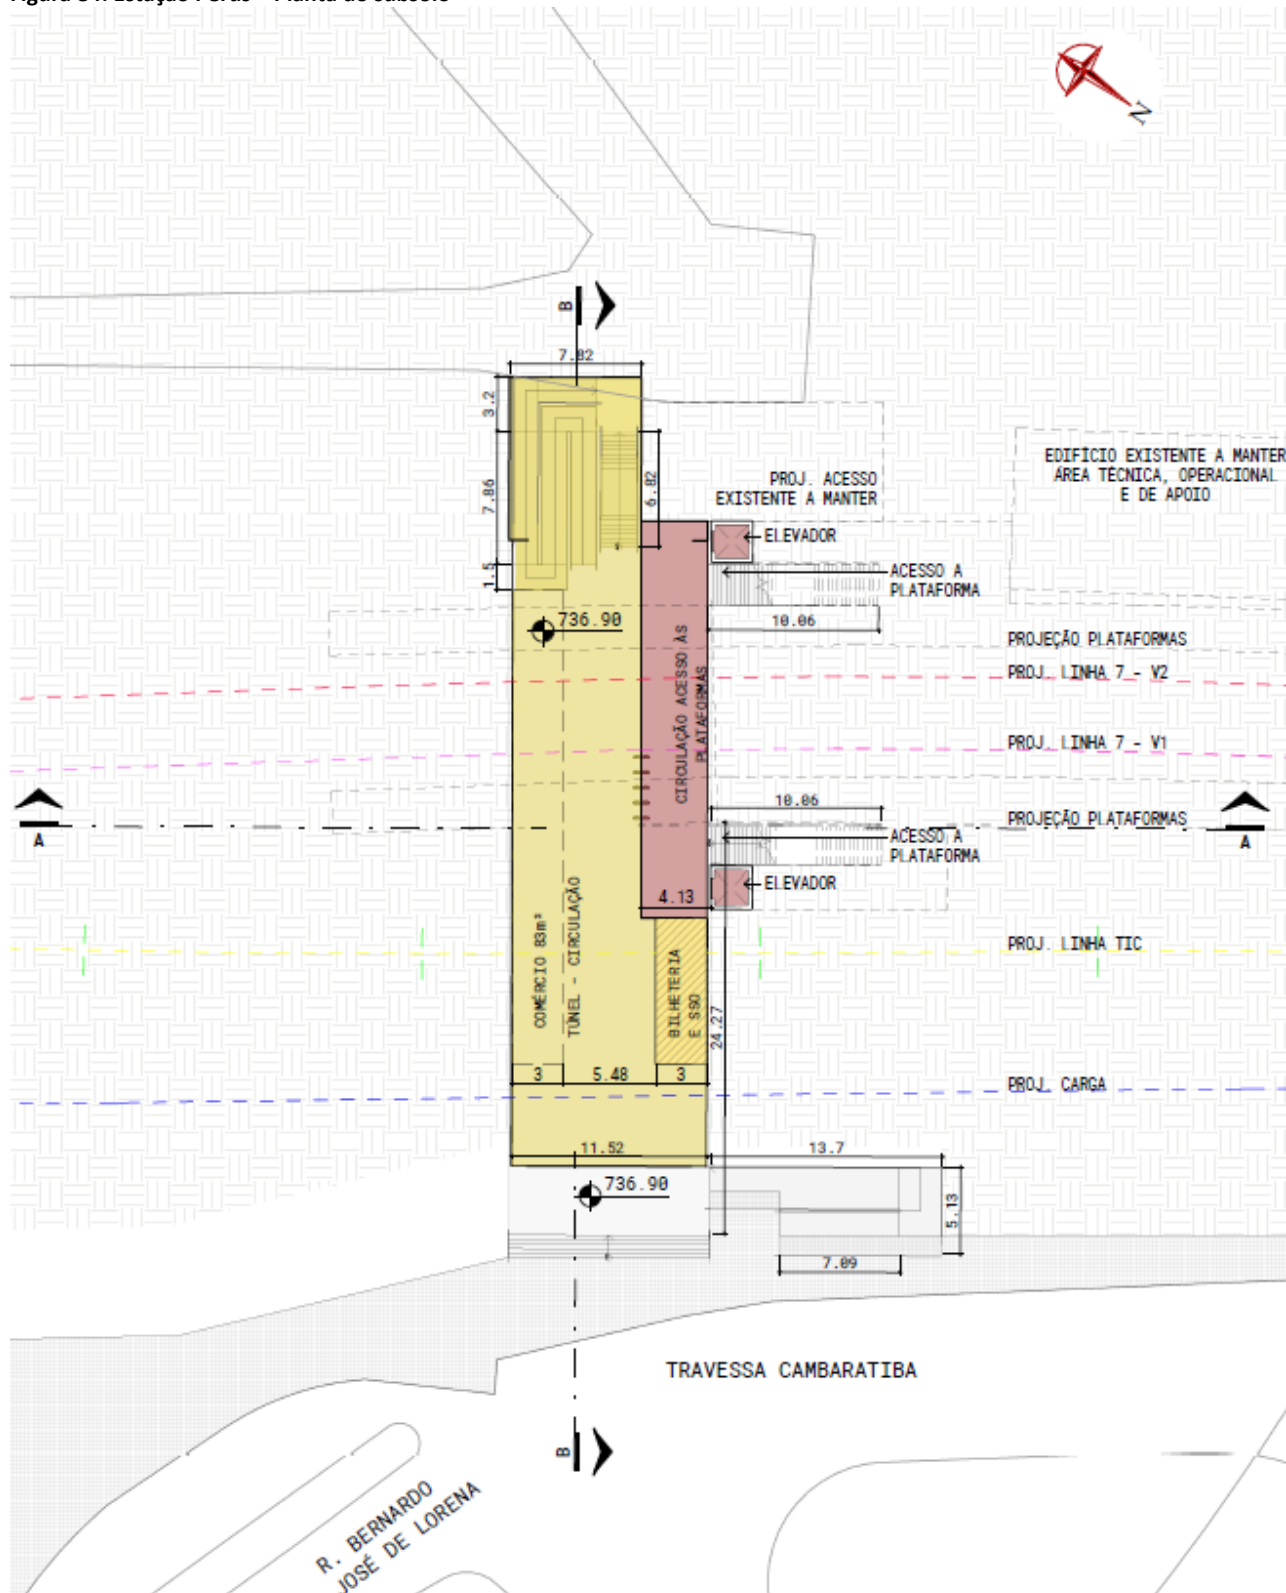 N
B
7.82
3.2
7.86
6.82
1.5
PROJ. ACESSO
EXISTENTE A MANTER
EDIFÍCIO EXISTENTE A MANTER
ÁREA TÉCNICA, OPERACIONAL
E DE APOIO
ELEVADOR
ACESSO A
PLATAFORMA
736.90
10.06
CIRCULAÇÃO ACESSO ÀS
PLATAFORMAS
PROJEÇÃO PLATAFORMAS
PROJ. LINHA 7 - V2
PROJ. LINHA 7 - V1
10.06
PROJEÇÃO PLATAFORMAS
A
A
ACESSO A
PLATAFORMA
ELEVADOR
4.13
COMÉRCIO 83m²
TÚNEL - CIRCULAÇÃO
BILHETERIA
E SSO
24.27
PROJ. LINHA TIC
3
5.48
3
PROJ. CARGA
11.52
13.7
736.90
5.13
7.09
TRAVESSA CAMBARATIBA
B
R. BERNARDO
JOSÉ DE LORENA